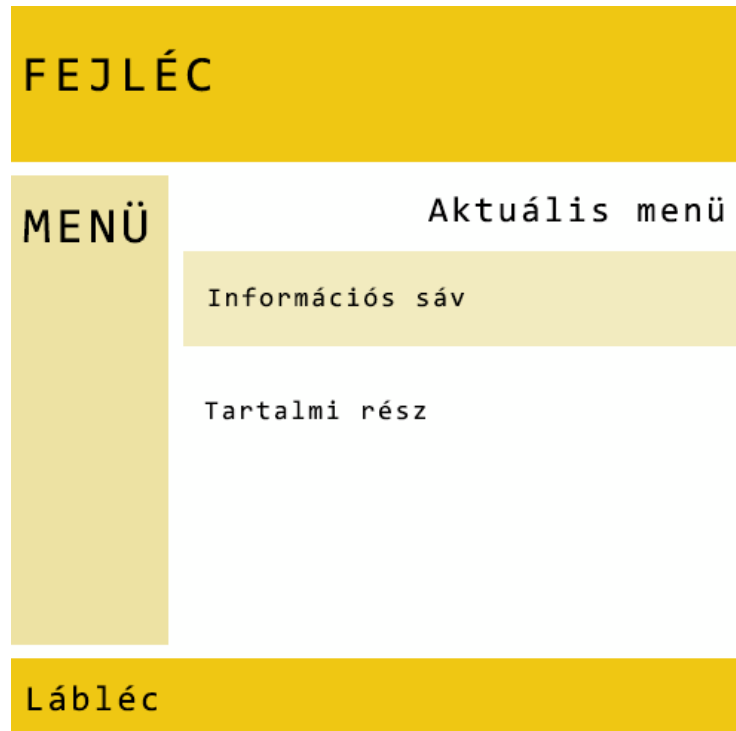 FEJLÉC
MENÜ
Aktuális menü
Információs sáv
Tartalmi rész
Lábléc